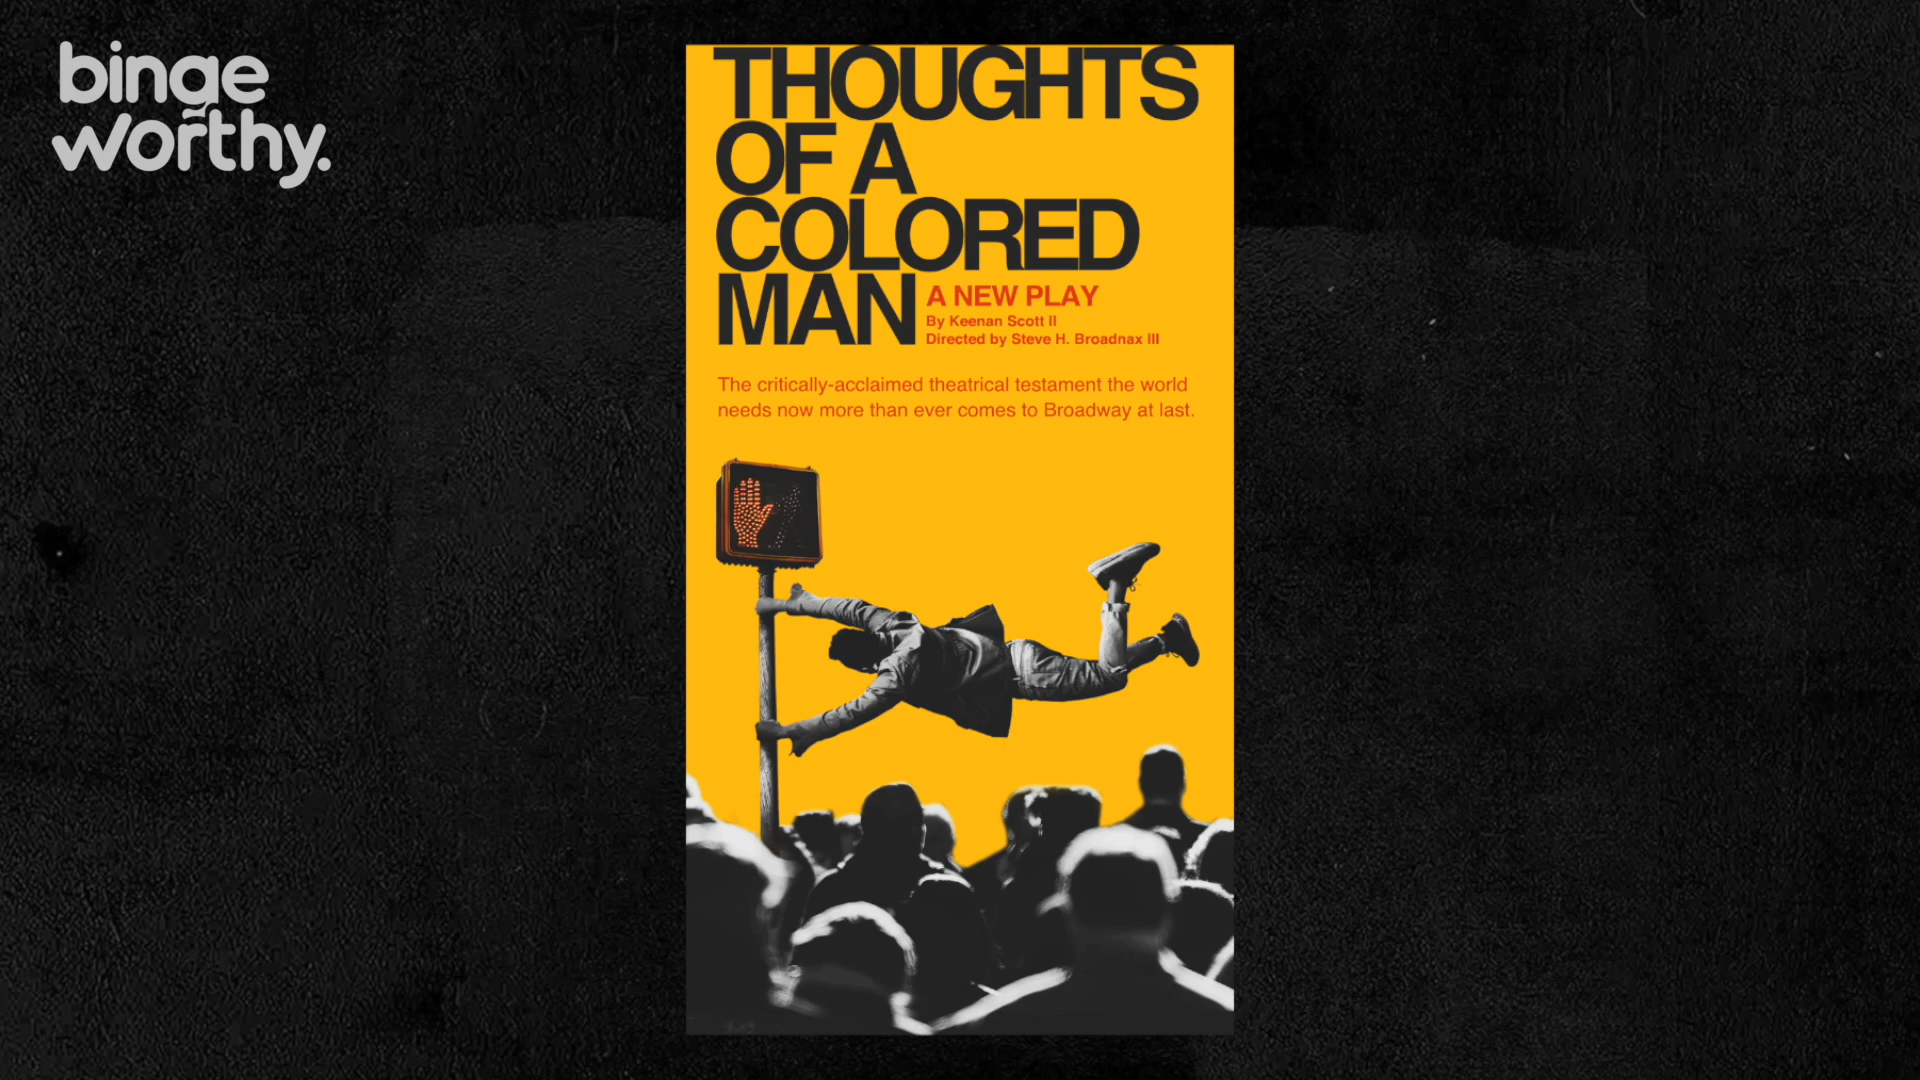 binge
worthy.
THOUGHTS
OF A
COLORED
MAN
A NEW PLAY
By Keenan Scott II
Directed by Steve H. Broadnax III
The critically-acclaimed theatrical testament the world
needs now more than ever comes to Broadway at last.